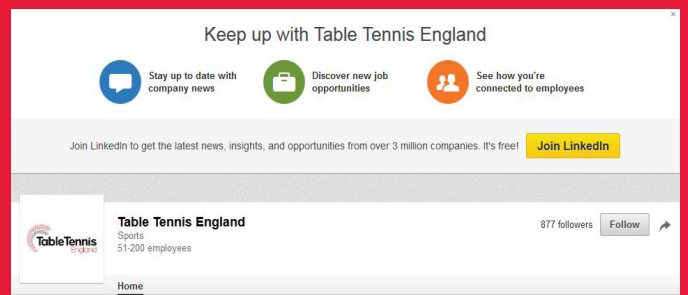 ×
Keep up with Table Tennis England
Stay up to date with
company news
Discover new job
opportunities
See how you're
connected to employees
Join LinkedIn to get the latest news, insights, and opportunities from over 3 million companies. It's free!
Join LinkedIn
TableTennis
England
Table Tennis England
Sports
51-200 employees
877 followers
Follow
Home